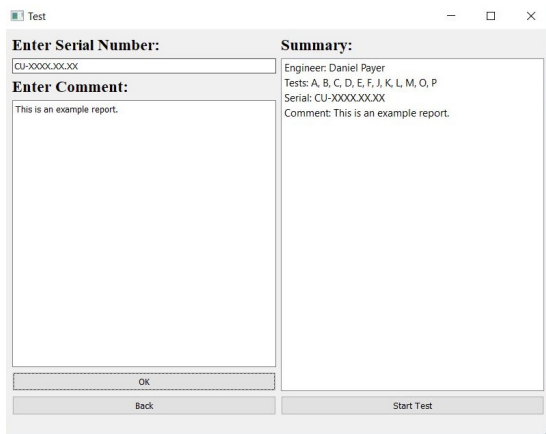 Test
Enter Serial Number:
CU-XXXX.XX.XX
Enter Comment:
This is an example report.
OK
Back
Summary:
Engineer: Daniel Payer
Tests: A, B, C, D, E, F, J, K, L, M, O, P
Serial: CU-XXXX.XX.XX
Comment: This is an example report.
Start Test